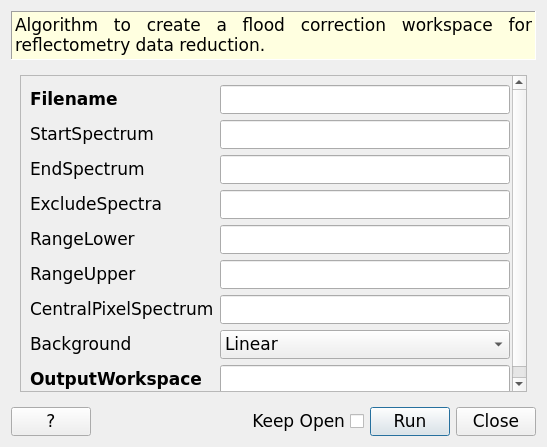 Algorithm to create a flood correction workspace for
reflectometry data reduction.
Filename
StartSpectrum
EndSpectrum
ExcludeSpectra
RangeLower
RangeUpper
CentralPixelSpectrum
Background Linear
OutputWorkspace
? Keep Open Run Close